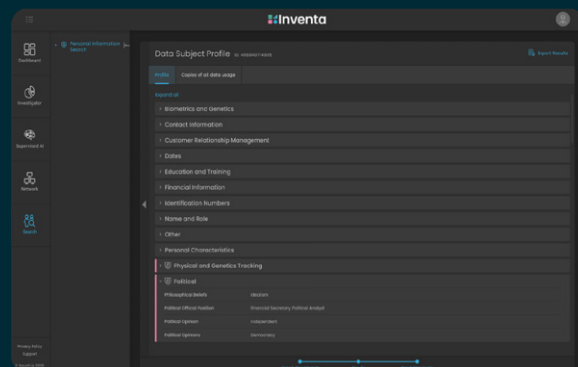 Inventa
Personal Information
Search
Data Subject Profile
Export Results
Dashboard
Profile
Copies of all data usage
Expand all
Biometrics and Genetics
Investigator
Contact Information
Customer Relationship Management
Supervised AI
Dates
Education and Training
Financial Information
Network
Identification Numbers
Name and Role
Search
Other
Personal Characteristics
Physical and Genetics Tracking
Political
Philosophical Beliefs Idealism
Political Official Position Financial Secretary, Political Analyst
Political Opinion Independent
Political Options Democracy
Privacy Policy
Support